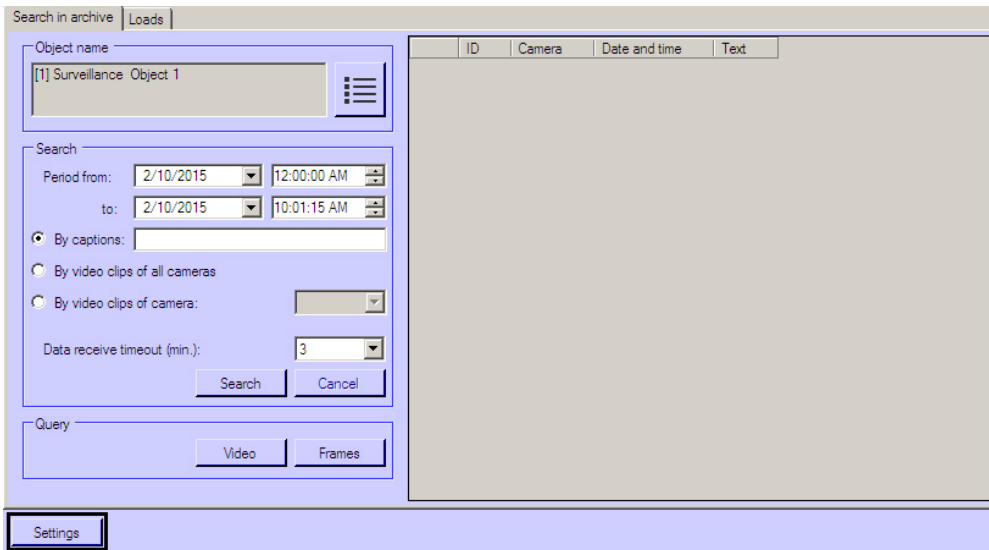 Search in archive Loads
Object name
[1] Surveillance Object 1
ID Camera Date and time Text
Search
Period from: 2/10/2015 12:00:00 AM
to: 2/10/2015 10:01:15 AM
By captions:
By video clips of all cameras
By video clips of camera:
Data receive timeout (min.): 3
Search Cancel
Query
Video Frames
Settings